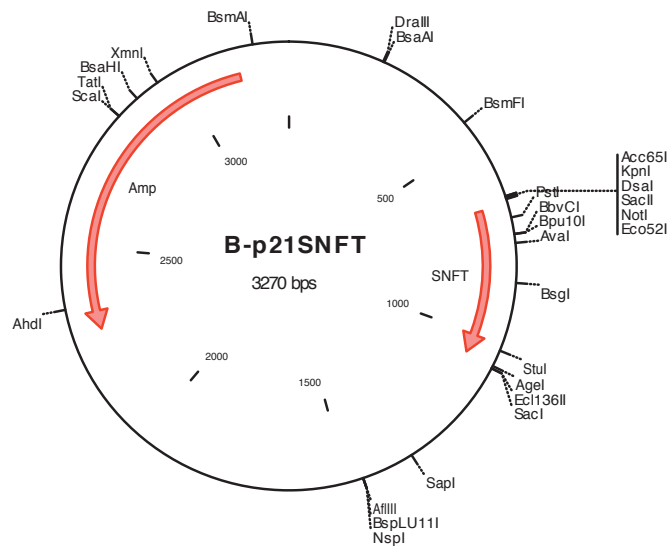 BsmAI
DraIII
BsaAI
XmnI
BsaHI
TatI
ScaI
BsmFI
Acc65I
KpnI
DsaI
SacII
NotI
Eco52I
PstI
BbvCI
Bpu10I
AvaI
3000
500
Amp
B-p21SNFT
3270 bps
2500
SNFT
BsgI
1000
AhdI
2000
1500
StuI
AgeI
Ecl136II
SacI
SapI
AflIII
BspLU11I
NspI